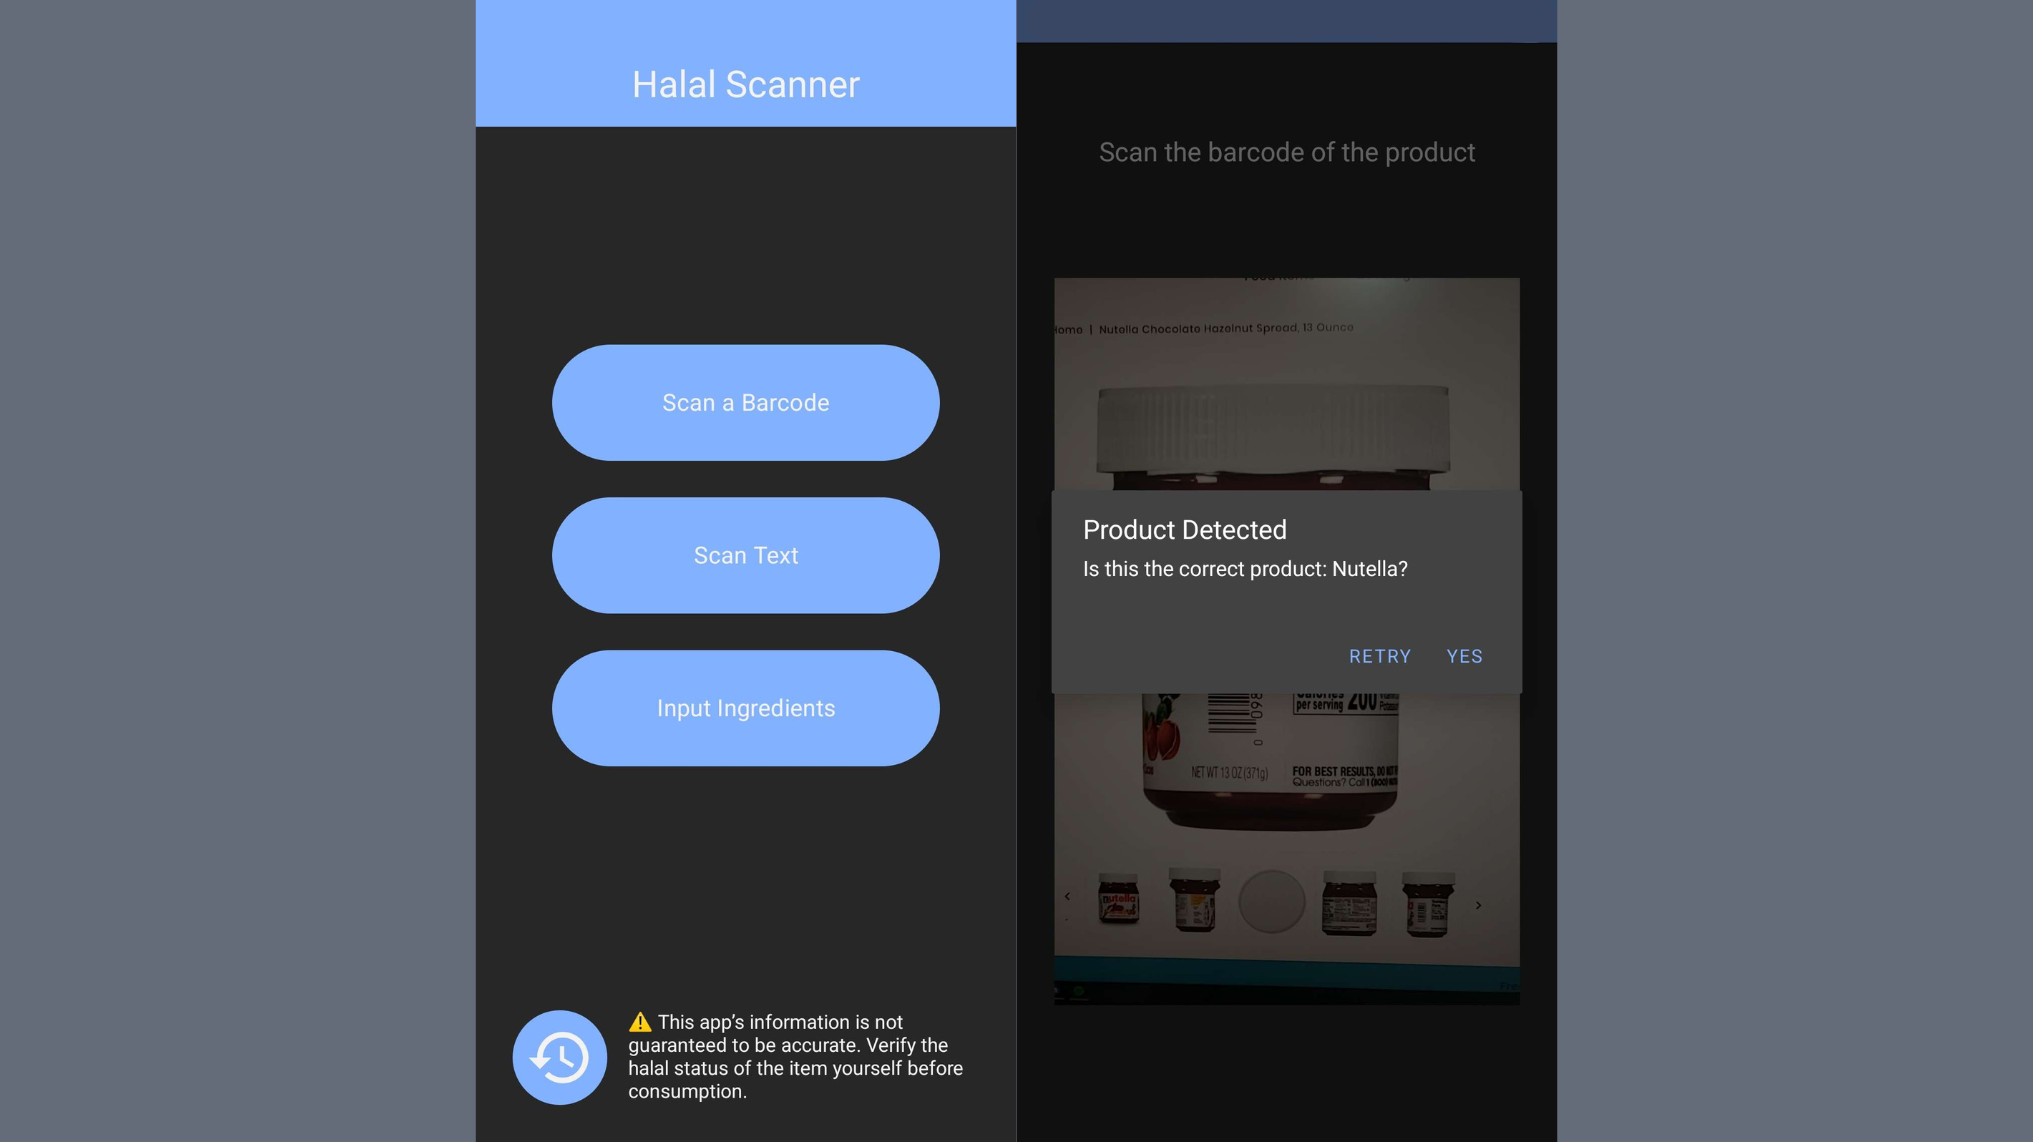 Halal Scanner
Scan a Barcode
Scan Text
Input Ingredients
⚠️ This app's information is not
guaranteed to be accurate. Verify the
halal status of the item yourself before
consumption.
Scan the barcode of the product
Home | Nutella Chocolate Hazelnut Spread, 13 Ounce
Product Detected
Is this the correct product: Nutella?
RETRY YES
Calories
per serving 200
NET WT 13 OZ (371g)
FOR BEST RESULTS, DO NOT
Questions? Call
nutella